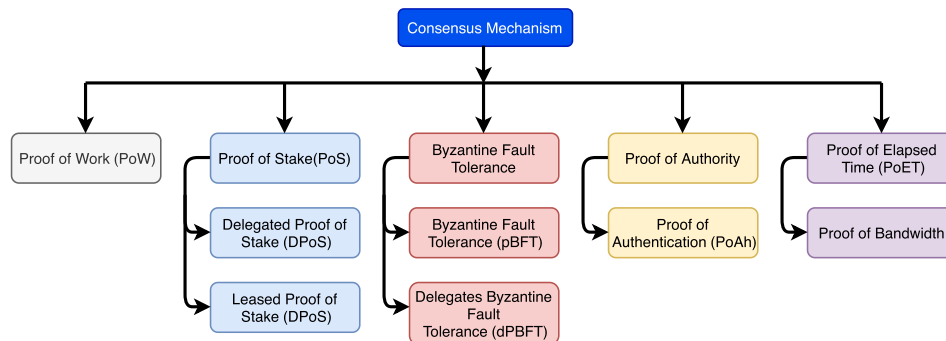 Consensus Mechanism
Proof of Work (PoW)
Proof of Stake(PoS)
Byzantine Fault
Tolerance
Proof of Authority
Proof of Elapsed
Time (PoET)
Delegated Proof of
Stake (DPoS)
Byzantine Fault
Tolerance (pBFT)
Proof of
Authentication (PoAh)
Proof of Bandwidth
Leased Proof of
Stake (DPoS)
Delegates Byzantine
Fault
Tolerance (dPBFT)